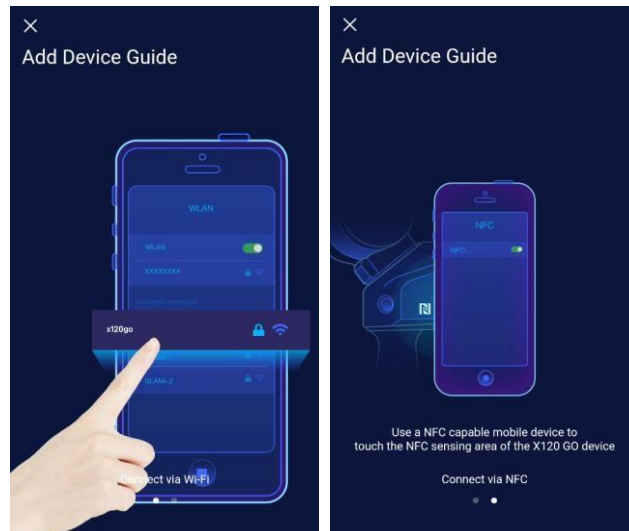 Add Device Guide
WLAN
WLAN
XXXXXXXX
x120go
SLAM-2
Connect via Wi-Fi
Add Device Guide
NFC
NFC
Use a NFC capable mobile device to
touch the NFC sensing area of the X120 GO device
Connect via NFC